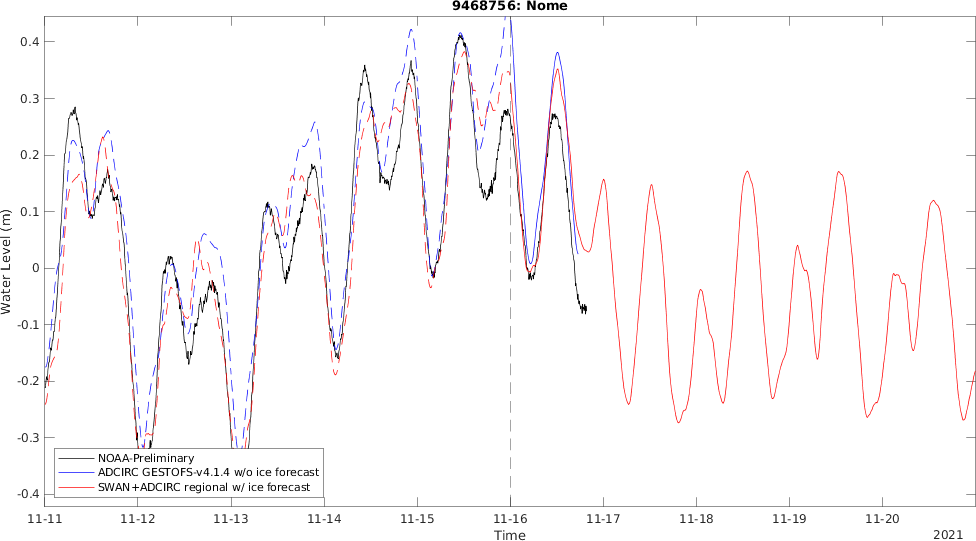 9468756: Nome
0.4
0.3
0.2
0.1
0
-0.1
-0.2
-0.3
-0.4
Water Level (m)
NOAA-Preliminary
ADCIRC GESTOFS-v4.1.4 w/o ice forecast
SWAN+ADCIRC regional w/ ice forecast
11-11 11-12 11-13 11-14 11-15 11-16 11-17 11-18 11-19 11-20
Time
2021